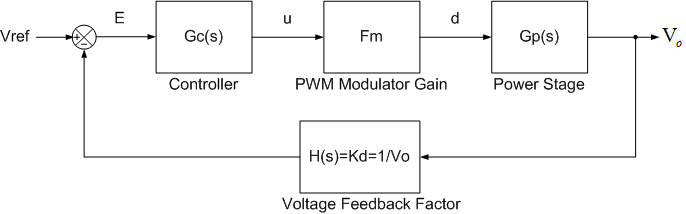 Vref
+
−
E
Gc(s)
Controller
u
Fm
PWM Modulator Gain
d
Gp(s)
Power Stage
Vo
H(s)=Kd=1/Vo
Voltage Feedback Factor